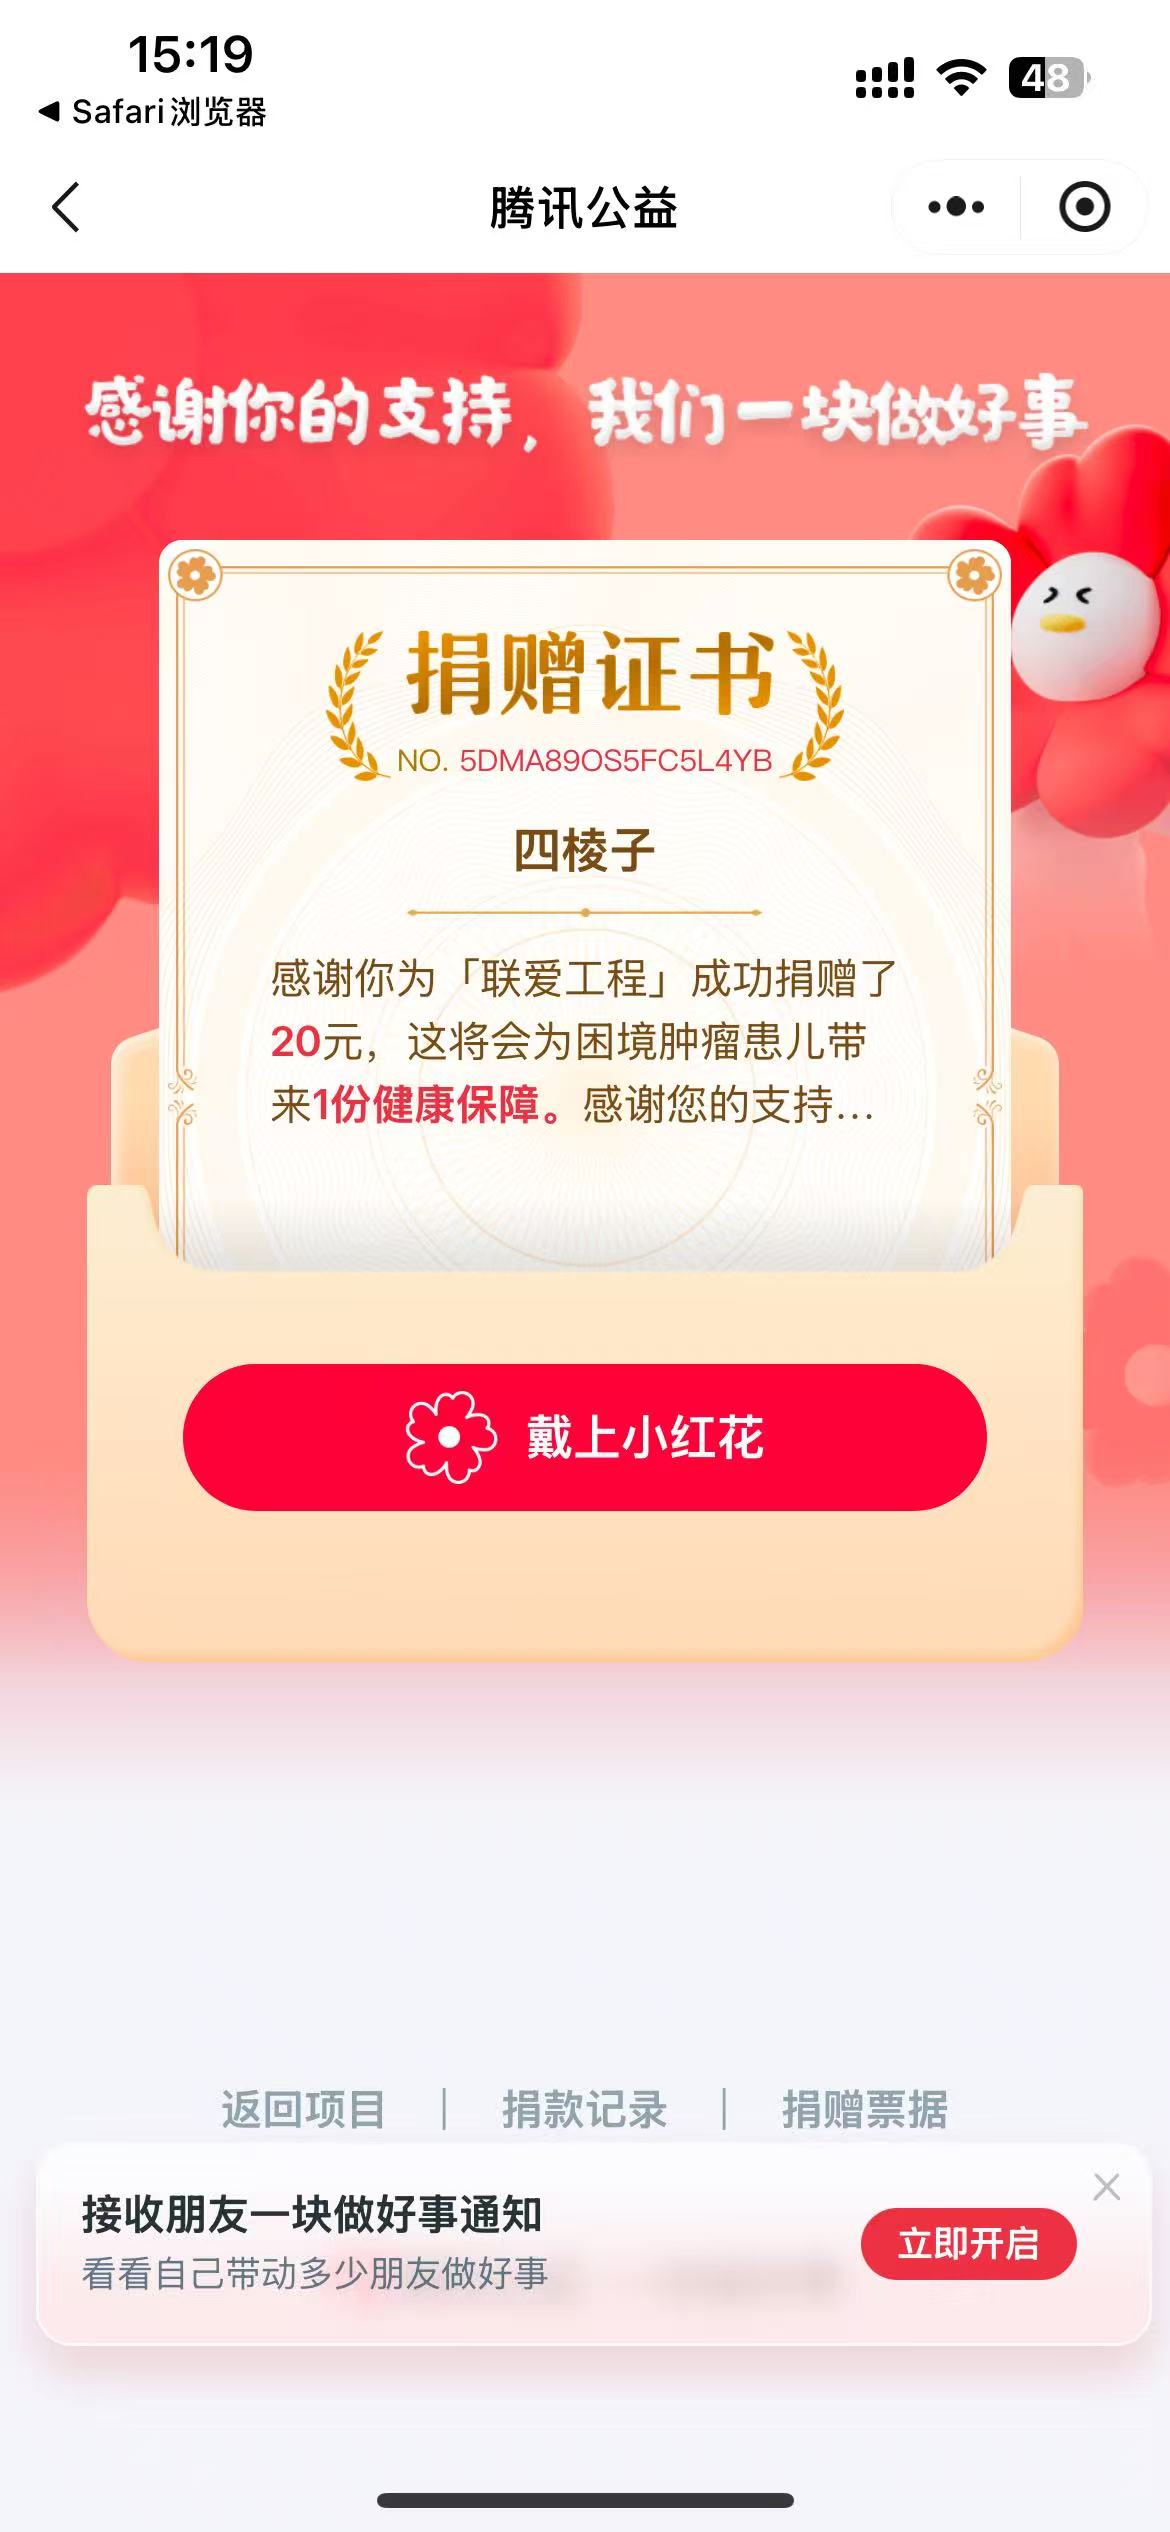 15:19
48
Safari浏览器
腾讯公益
感谢你的支持，我们一块做好事
捐赠证书
NO. 5DMA89OS5FC5L4YB
四棱子
感谢你为「联爱工程」成功捐赠了
20元，这将会为困境肿瘤患儿带
来1份健康保障。感谢您的支持...
戴上小红花
返回项目 | 捐款记录 | 捐赠票据
接收朋友一块做好事通知
看看自己带动多少朋友做好事
立即开启